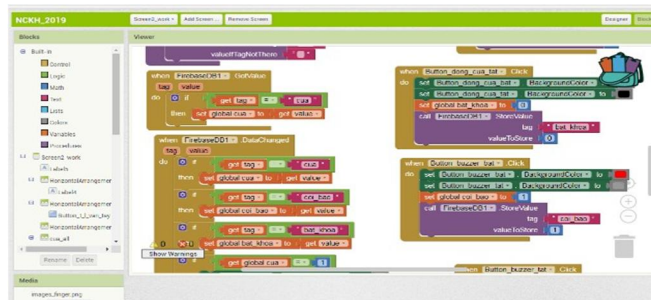 NCKH_2019
Screen2_work
Add Screen ...
Remove Screen
Designer
Blocks
Viewer
Built-in
Control
Logic
Math
Text
Lists
Colors
Variables
Procedures
Screen2_work
Label5
HorizontalArrangemer
Label4
HorizontalArrangemer
HorizontalArrangemer
cua_all
Rename Delete
Media
images_finger.png
valueIfTagNotThere
when FirebaseDB1 .GotValue
tag value
do if get tag = " cua "
then set global cua to get value
when FirebaseDB1 .DataChanged
tag value
do if get tag = " cua "
then set global cua to get value
if get tag = " coi_bao "
then set global coi_bao to get value
if get tag = " bat_khoa "
set global bat_khoa to get value
Show Warnings
if get global cua = 1
when Button_dong_cua_tat .Click
do set Button_dong_cua_bat . BackgroundColor to
set Button_dong_cua_tat . BackgroundColor to
set global bat_khoa to 0
call FirebaseDB1 .StoreValue
tag " bat_khoa "
valueToStore 0
when Button_buzzer_bat .Click
do set Button_buzzer_bat . BackgroundColor to
set Button_buzzer_tat . BackgroundColor to
set global coi_bao to 1
call FirebaseDB1 .StoreValue
tag " coi_bao "
valueToStore 1
when Button_buzzer_tat .Click